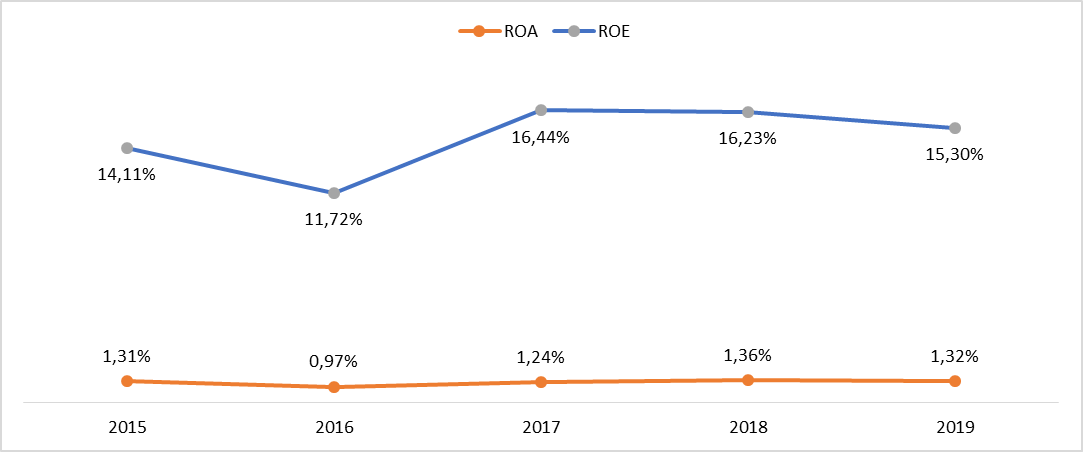 ROA ROE
14,11% 11,72% 16,44% 16,23% 15,30%
1,31% 0,97% 1,24% 1,36% 1,32%
2015 2016 2017 2018 2019